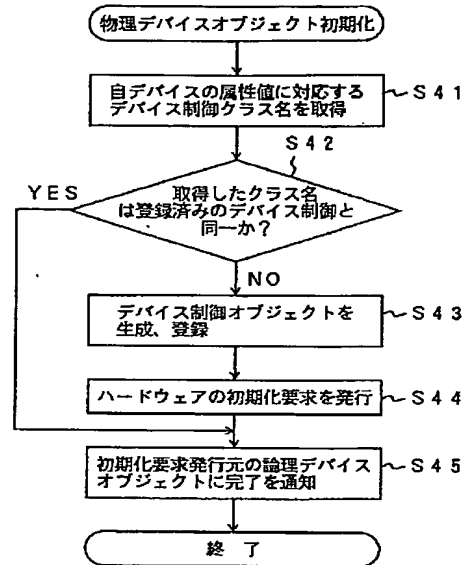 物理デバイスオブジェクト初期化
自デバイスの属性値に対応する
デバイス制御クラス名を取得
S41
S42
YES
取得したクラス名
は登録済みのデバイス制御と
同一か?
NO
デバイス制御オブジェクトを
生成、登録
S43
ハードウェアの初期化要求を発行
S44
初期化要求発行元の論理デバイス
オブジェクトに完了を通知
S45
終 了